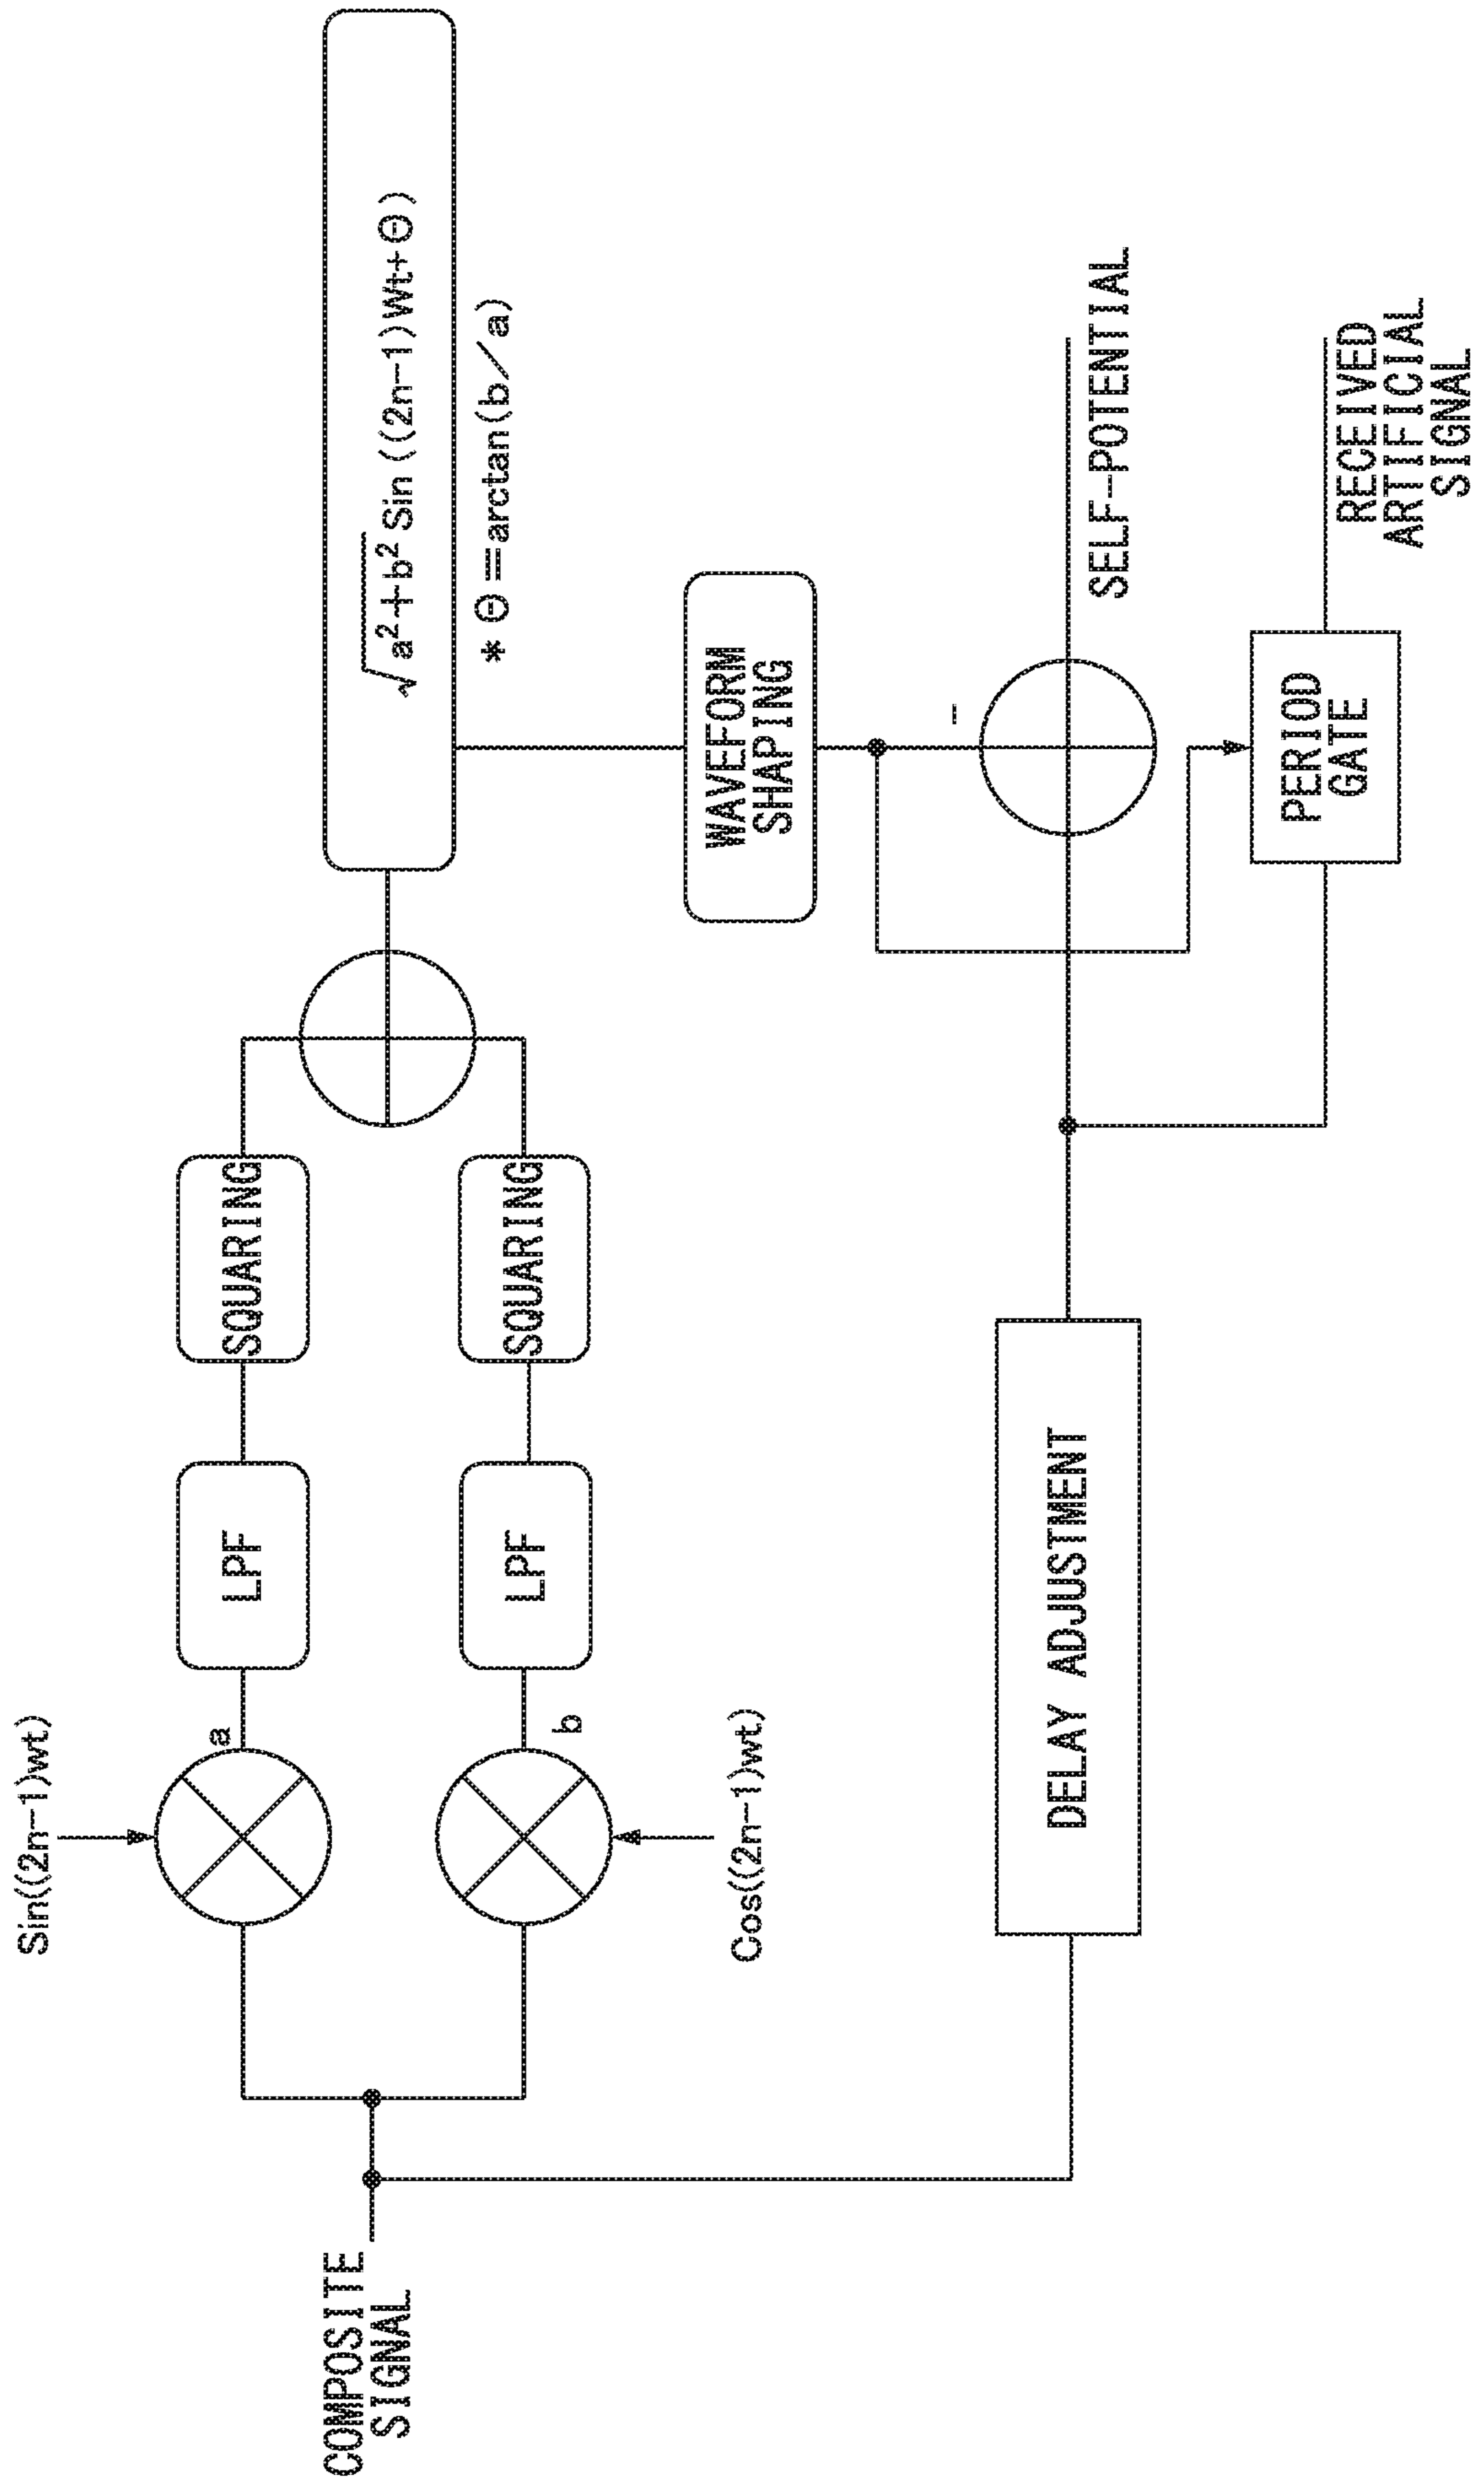 COMPOSITE
SIGNAL
Sin((2n-1)wt)
a
LPF
SQUARING
b
Cos((2n-1)wt)
LPF
SQUARING
√a²+b² Sin((2n-1)Wt+Θ)
* Θ=arctan(b/a)
WAVEFORM
SHAPING
-
DELAY ADJUSTMENT
SELF-POTENTIAL
PERIOD
GATE
RECEIVED
ARTIFICIAL
SIGNAL